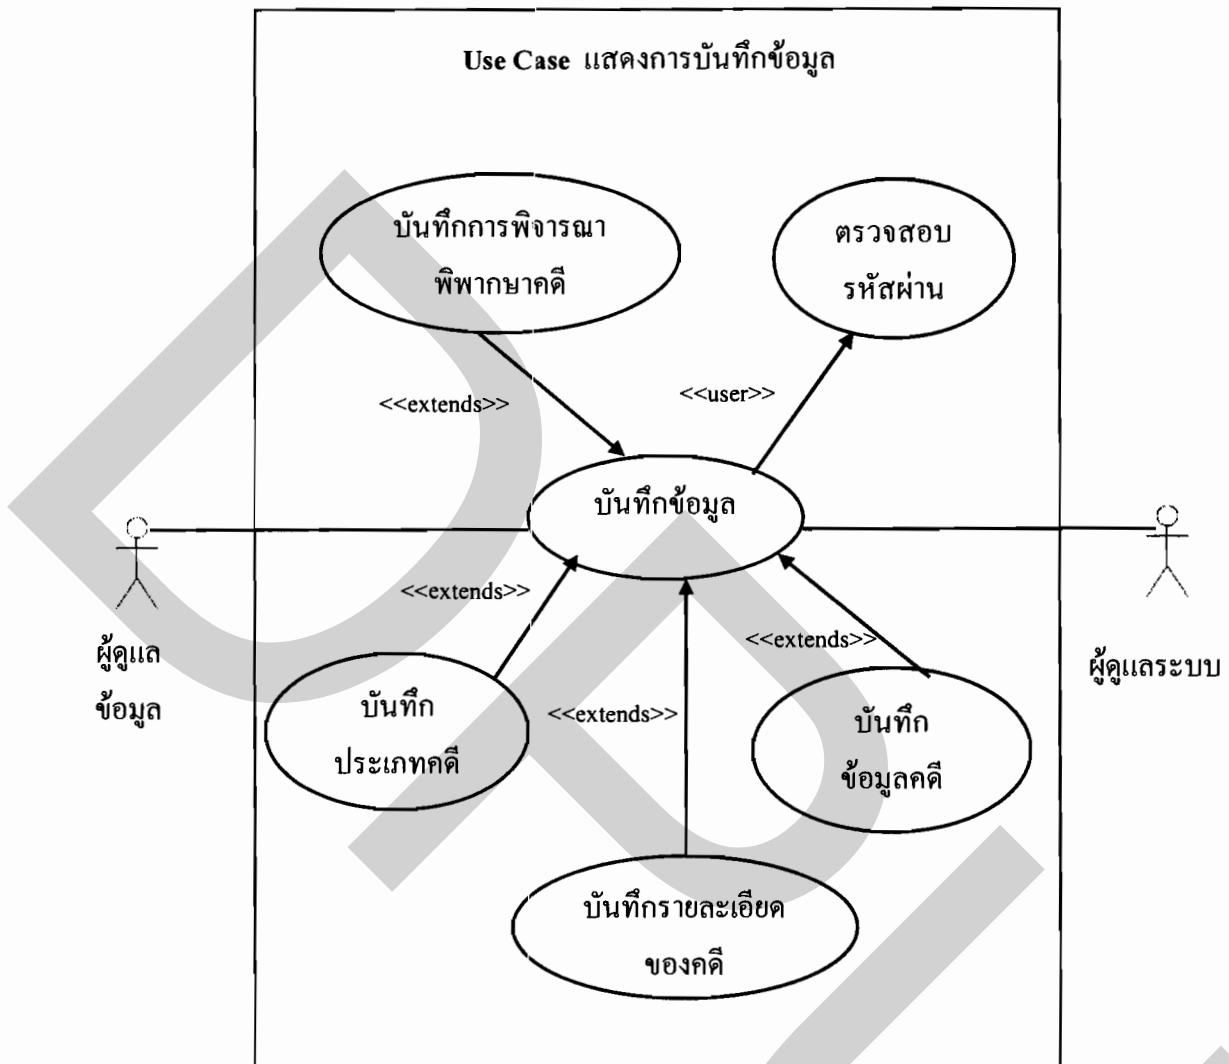 Use Case แสดงการบันทึกข้อมูล
บันทึกการพิจารณา
พิพากษาคดี
ตรวจสอบ
รหัสผ่าน
<<extends>>
<<user>>
บันทึกข้อมูล
<<extends>>
<<extends>>
<<extends>>
ผู้ดูแล
ข้อมูล
ผู้ดูแลระบบ
บันทึก
ประเภทคดี
บันทึก
ข้อมูลคดี
บันทึกรายละเอียด
ของคดี